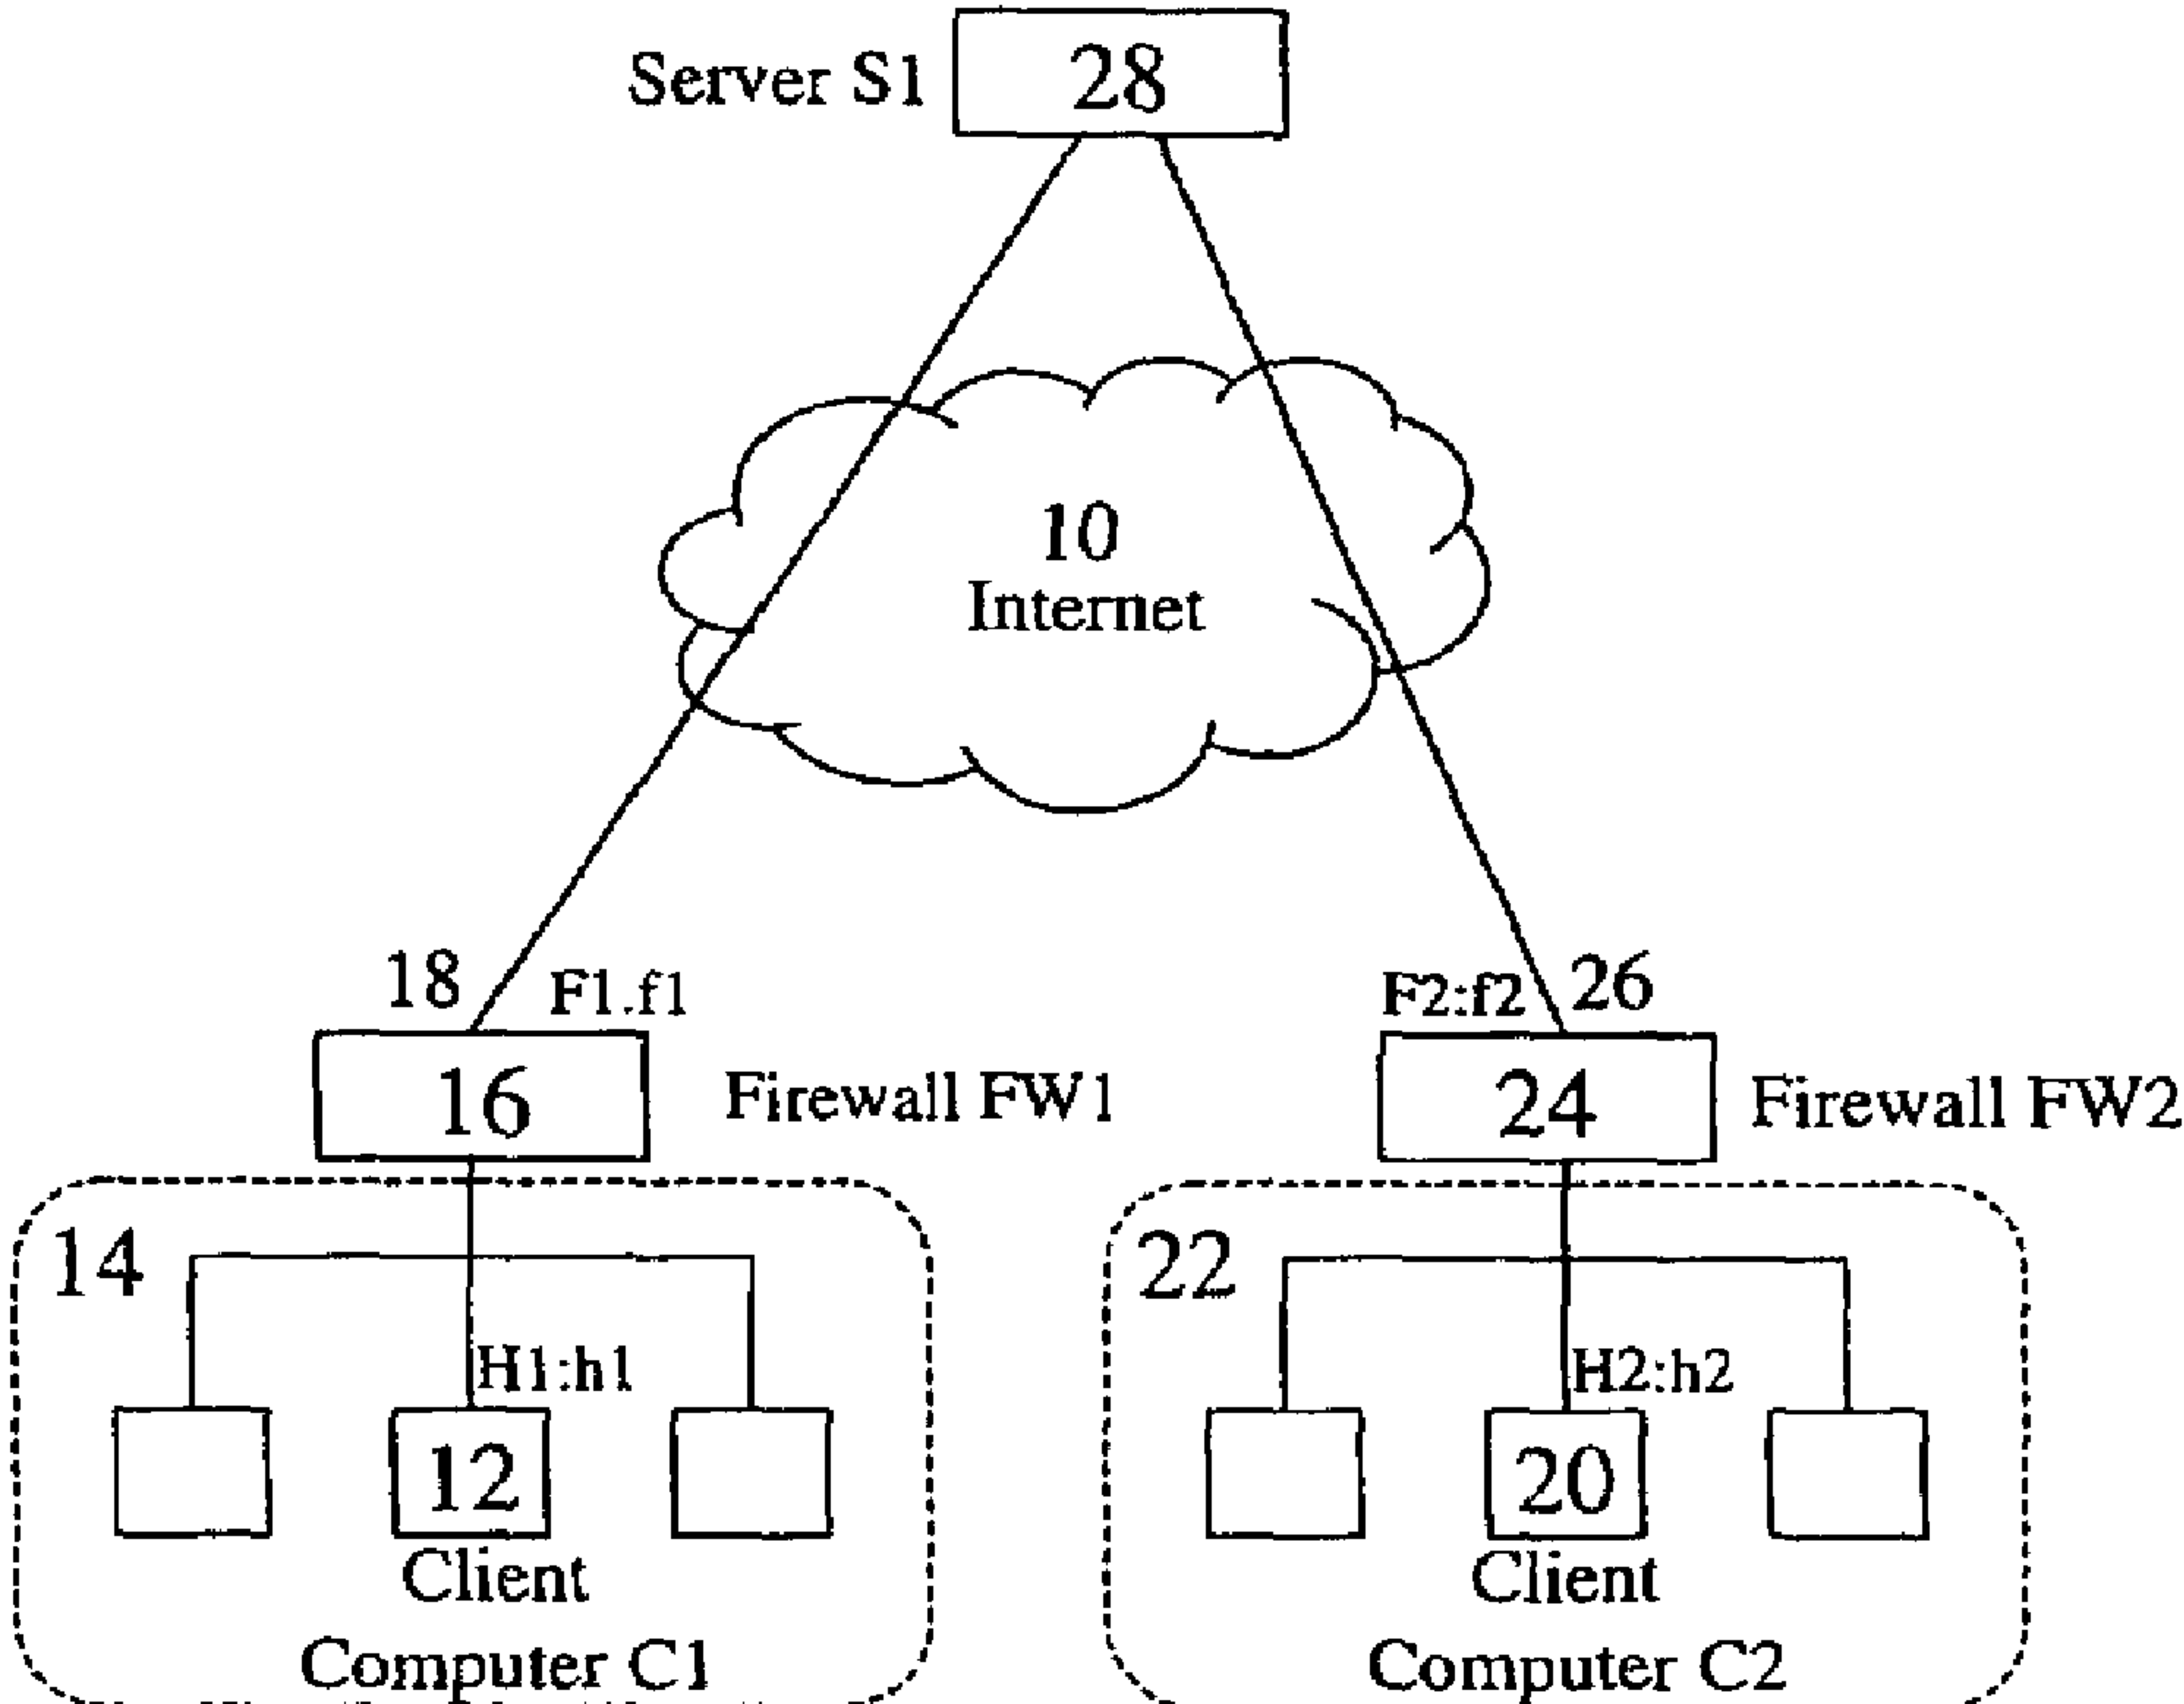 Server S1
28
10
Internet
18
F1.f1
F2:f2
26
16
Firewall FW1
24
Firewall FW2
14
22
H1:h1
H2:h2
12
20
Client
Client
Computer C1
Computer C2